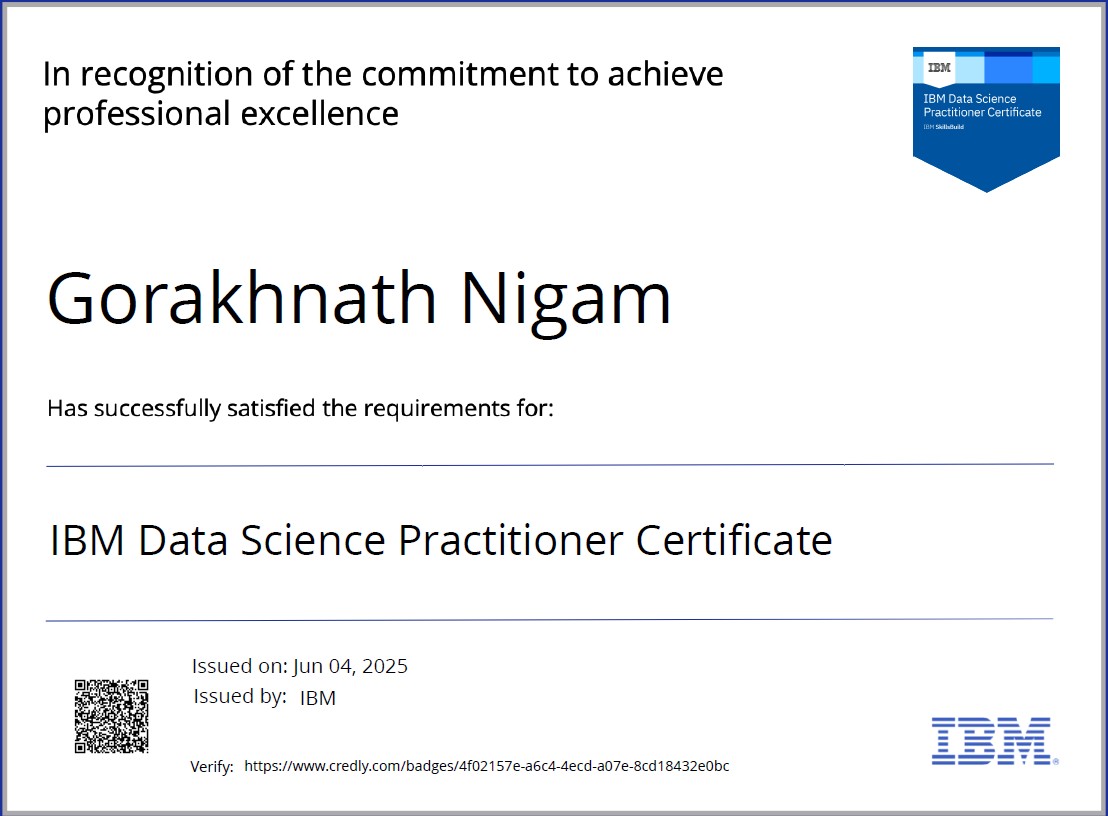 In recognition of the commitment to achieve
professional excellence
IBM
IBM Data Science
Practitioner Certificate
IBM SkillsBuild
Gorakhnath Nigam
Has successfully satisfied the requirements for:
IBM Data Science Practitioner Certificate
Issued on: Jun 04, 2025
Issued by: IBM
Verify: https://www.credly.com/badges/4f02157e-a6c4-4ecd-a07e-8cd18432e0bc
IBM®